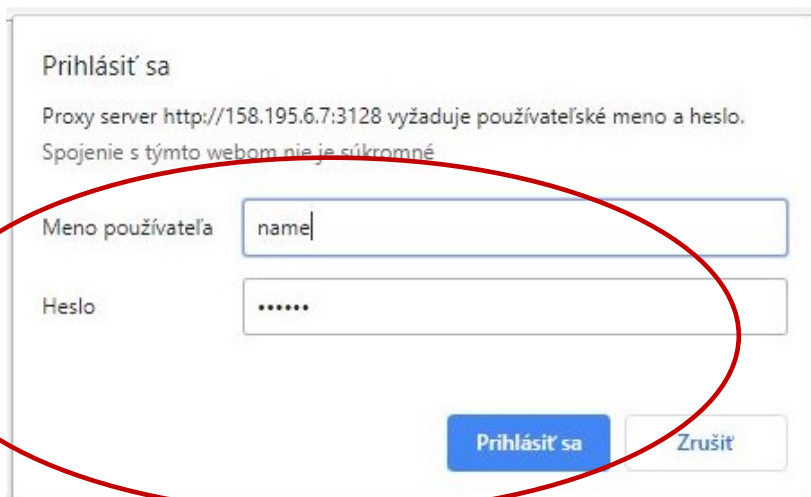 Prihlásiť sa
Proxy server http://158.195.6.7:3128 vyžaduje používateľské meno a heslo.
Spojenie s týmto webom nie je súkromné
Meno používateľa name
Heslo ••••••
Prihlásiť sa Zrušiť